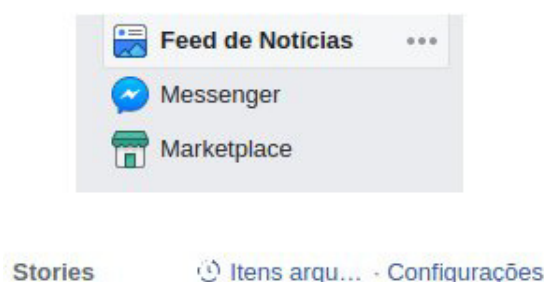 Feed de Notícias
Messenger
Marketplace
Stories Itens arqu... · Configurações